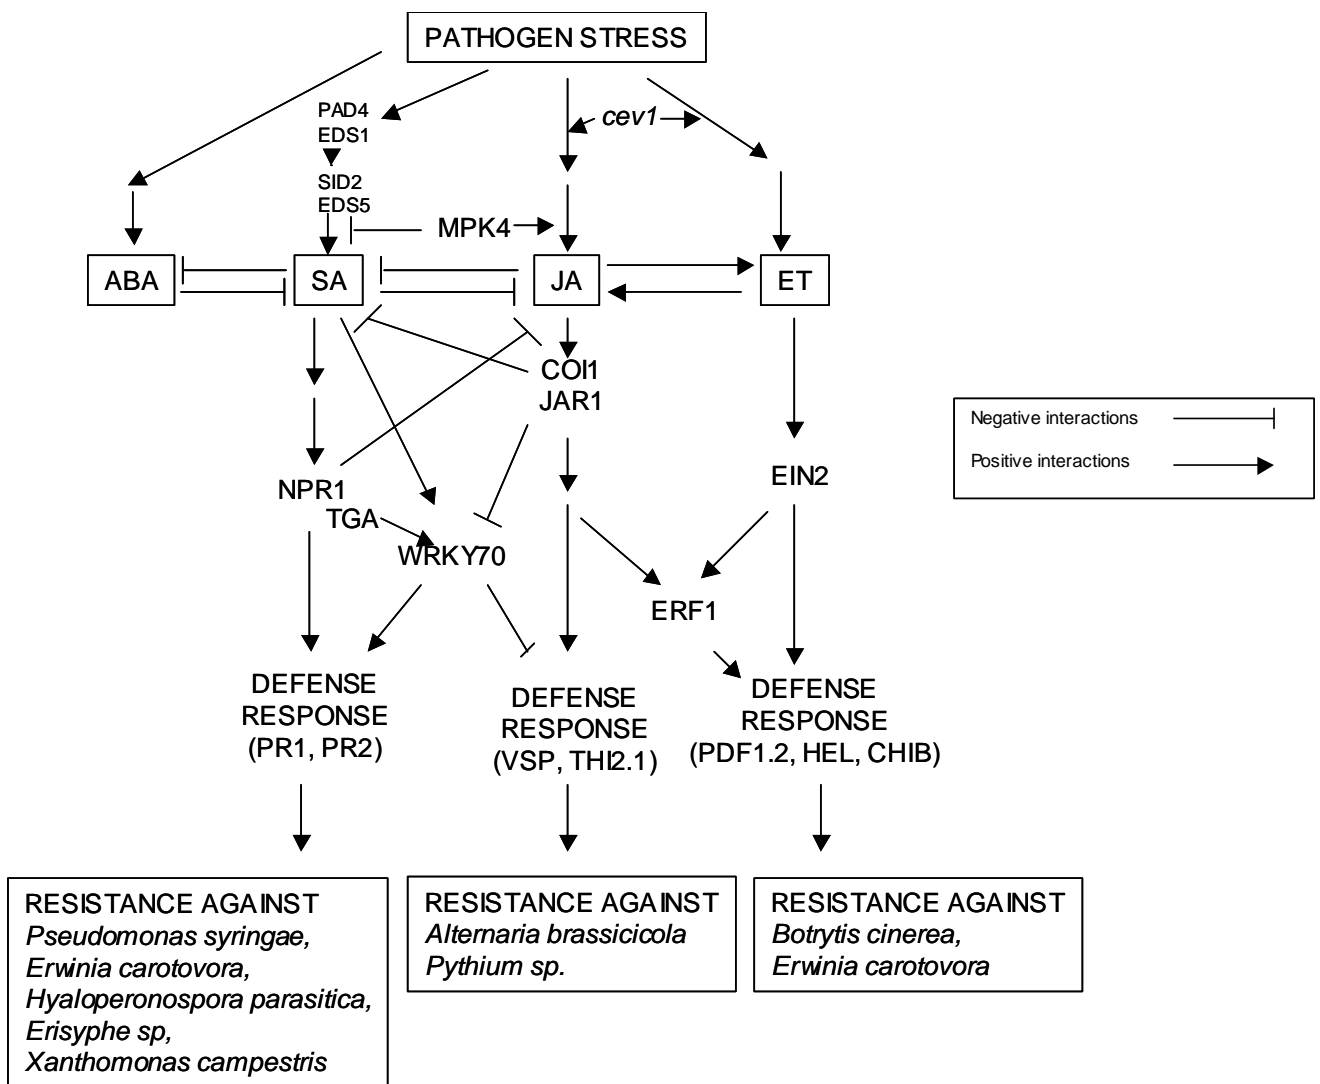 PATHOGEN STRESS
PAD4
EDS1
cev1
SID2
EDS5
MPK4
ABA
SA
JA
ET
COI1
JAR1
Negative interactions
Positive interactions
NPR1
TGA
EIN2
WRKY70
ERF1
DEFENSE
RESPONSE
(PR1, PR2)
DEFENSE
RESPONSE
(VSP, THI2.1)
DEFENSE
RESPONSE
(PDF1.2, HEL, CHIB)
RESISTANCE AGAINST
Pseudomonas syringae,
Erwinia carotovora,
Hyaloperonospora parasitica,
Erisyphe sp,
Xanthomonas campestris
RESISTANCE AGAINST
Alternaria brassicicola
Pythium sp.
RESISTANCE AGAINST
Botrytis cinerea,
Erwinia carotovora